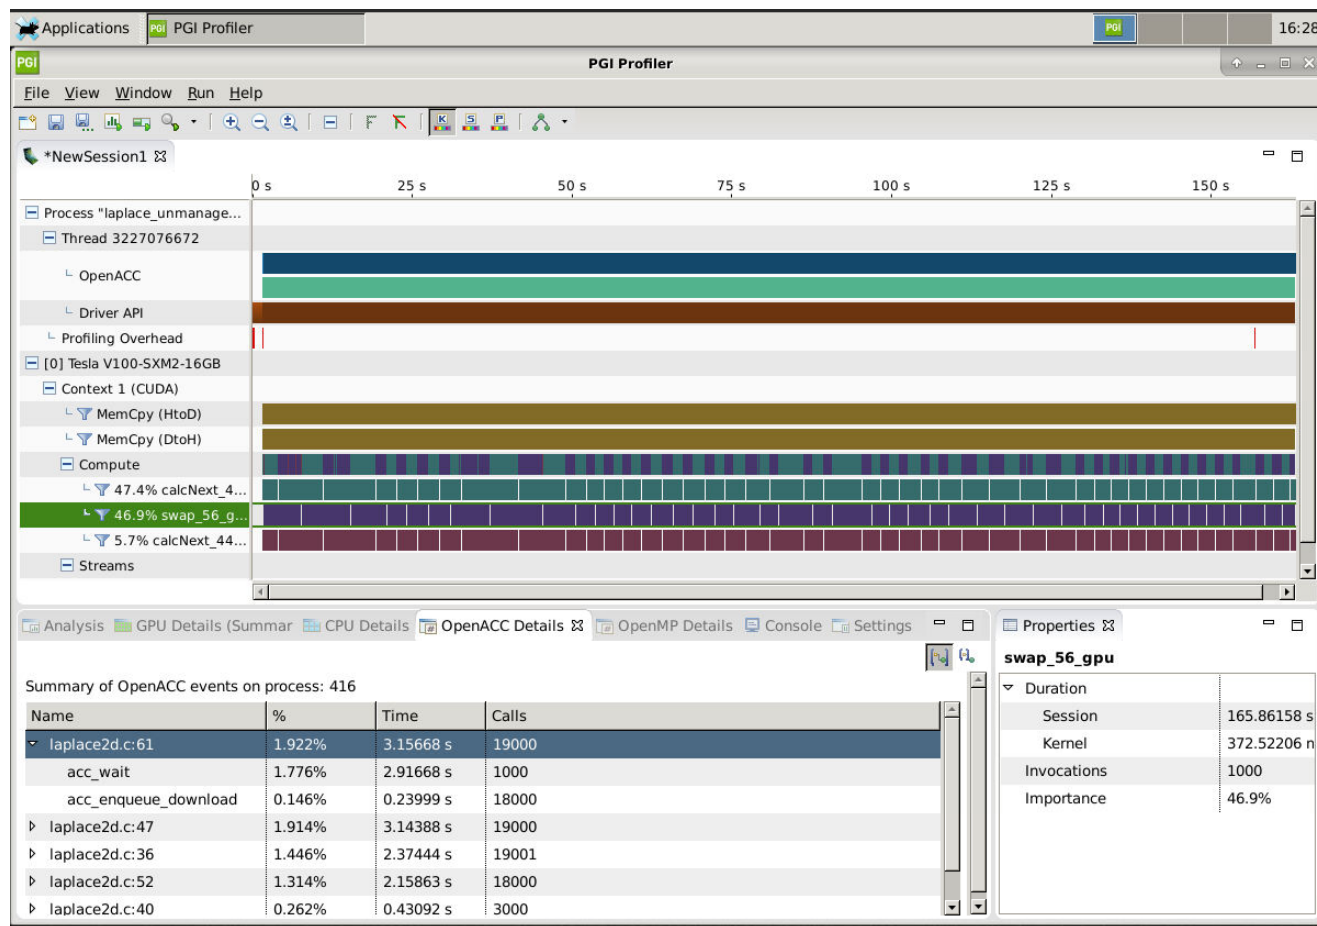 Applications PGI PGI Profiler PGI 16:28
PGI PGI Profiler
File View Window Run Help
K S P
*NewSession1
0 s 25 s 50 s 75 s 100 s 125 s 150 s
Process "laplace_unmanage...
Thread 3227076672
OpenACC
Driver API
Profiling Overhead
[0] Tesla V100-SXM2-16GB
Context 1 (CUDA)
MemCpy (HtoD)
MemCpy (DtoH)
Compute
47.4% calcNext_4...
46.9% swap_56_g...
5.7% calcNext_44...
Streams
Analysis GPU Details (Summar CPU Details OpenACC Details OpenMP Details Console Settings Properties
swap_56_gpu
Summary of OpenACC events on process: 416
Name % Time Calls
laplace2d.c:61 1.922% 3.15668 s 19000
acc_wait 1.776% 2.91668 s 1000
acc_enqueue_download 0.146% 0.23999 s 18000
laplace2d.c:47 1.914% 3.14388 s 19000
laplace2d.c:36 1.446% 2.37444 s 19001
laplace2d.c:52 1.314% 2.15863 s 18000
laplace2d.c:40 0.262% 0.43092 s 3000
Duration
Session 165.86158 s
Kernel 372.52206 n
Invocations 1000
Importance 46.9%